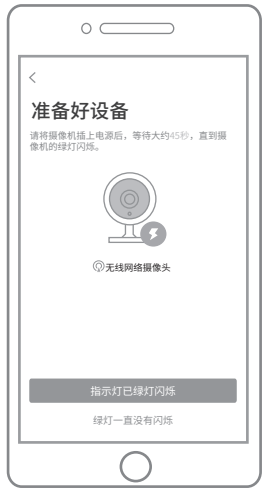 准备好设备
请将摄像机插上电源后，等待大约45秒，直到摄
像机的绿灯闪烁。
无线网络摄像头
指示灯已绿灯闪烁
绿灯一直没有闪烁